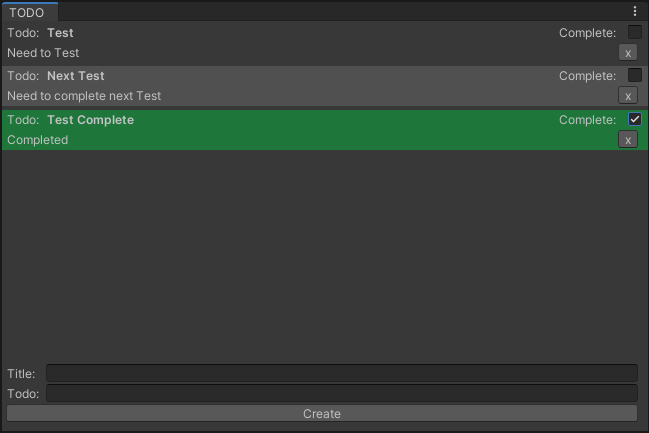 TODO
Todo: Test Complete:
Need to Test x
Todo: Next Test Complete:
Need to complete next Test x
Todo: Test Complete Complete:
Completed x
Title:
Todo:
Create